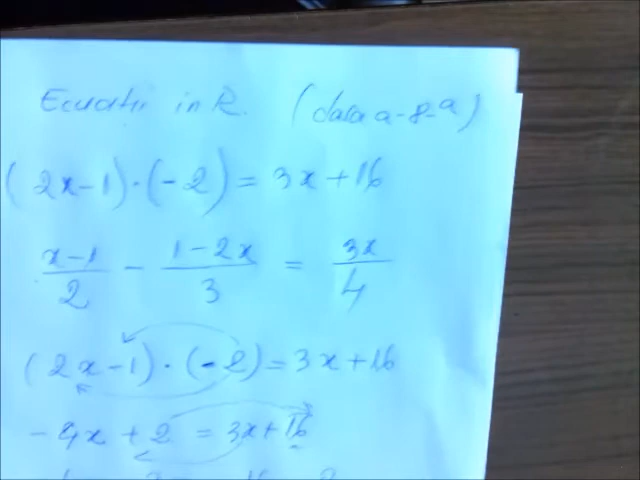 Ecuatii in R. (clasa a-8-a)
(2x-1)·(-2) = 3x+16
x-1/2 - 1-2x/3 = 3x/4
(2x-1)·(-2) = 3x+16
-4x+2 = 3x+16